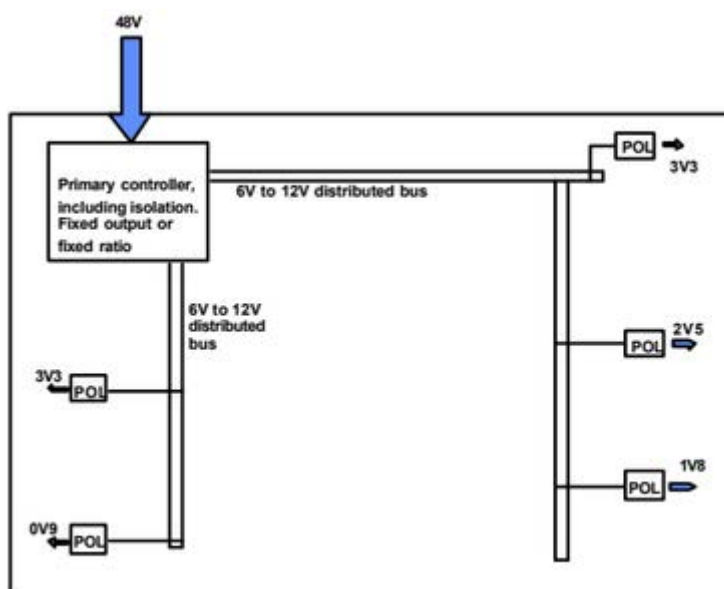 48V
POL
3V3
Primary controller,
including isolation.
Fixed output or
fixed ratio
6V to 12V distributed bus
6V to 12V
distributed
bus
2V5
POL
3V3
POL
1V8
POL
0V9
POL